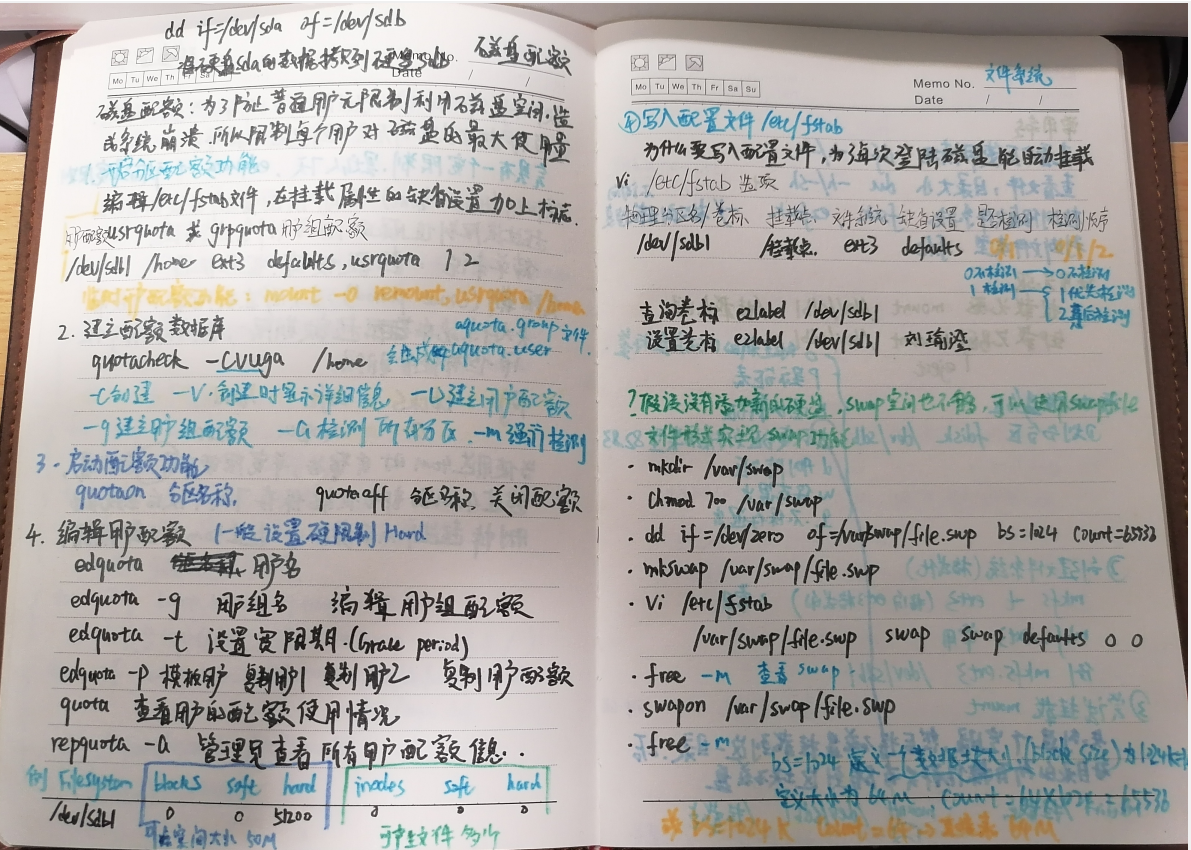 dd if=/dev/sda of=/dev/sdb
将硬盘sda的数据拷贝到硬盘sdb
磁盘配额
Mo Tu We Th
Date / /
磁盘配额：为了防止普通用户无限制利用磁盘空间，造
成系统崩溃，所以限制每个用户对磁盘的最大使用量
1. 分区配额功能
编辑/etc/fstab文件，在挂载属性的缺省设置加上标志
用户配额usrquota 或 grpquota 用户组配额
/dev/sdb1 /home ext3 defaults,usrquota 1 2
临时开配额功能：mount -o remount,usrquota /home
2. 建立配额数据库
aquota.group文件
quotacheck -cvuga /home 会生成aquota.user
-c创建 -v.创建时显示详细信息 -u建立用户配额
-g建立用户组配额 -a检测所有分区. -m强制检测
3. 启动配额功能
quotaon 分区名称. quotaoff 分区名称. 关闭配额
4. 编辑用户配额 一般设置硬限制 Hard
edquota 用户名
edquota -g 用户组名 编辑用户组配额
edquota -t 设置宽限期.(Grake period)
edquota -p 模板用户 复制用户1 复制用户2 复制用户配额
quota 查看用户的配额使用情况
repquota -a 管理员查看所有用户配额信息..
例 Filesystem blocks soft hard inodes soft hard
/dev/sdb1 0 0 51200 0 0 0
可占空间大小 50M 可建文件多少
Mo Tu We Th Fr Sa Su
Memo No. 文件系统
Date / /
④写入配置文件/etc/fstab
为什么要写入配置文件，为每次登陆磁盘能自动挂载
vi /etc/fstab 选项
物理分区名/卷标 挂载点 文件系统 缺省设置 是否检测 检测顺序
/dev/sdb1 /挂载点. ext3 defaults 0/1 0/1/2
0不检测→0不检测
1检测 1优先检测
2最后检测
查询卷标 e2label /dev/sdb1
设置卷标 e2label /dev/sdb1 刘瑜澄
?假设没有添加新的硬盘，swap空间也不够，可以使用swapfile
文件格式实现swap功能
· mkdir /var/swap
· chmod 700 /var/swap
· dd if=/dev/zero of=/var/swap/file.swp bs=1024 count=65536
· mkswap /var/swap/file.swp
· vi /etc/fstab
/var/swap/file.swp swap swap defaults 0 0
· free -m 查看swap
· swapon /var/swap/file.swp
· free -m
bs=1024 定义一个数据块大小(block size)为1024k
定义大小为64M count=64×1024=65536
或 bs=1024k count=64 64M